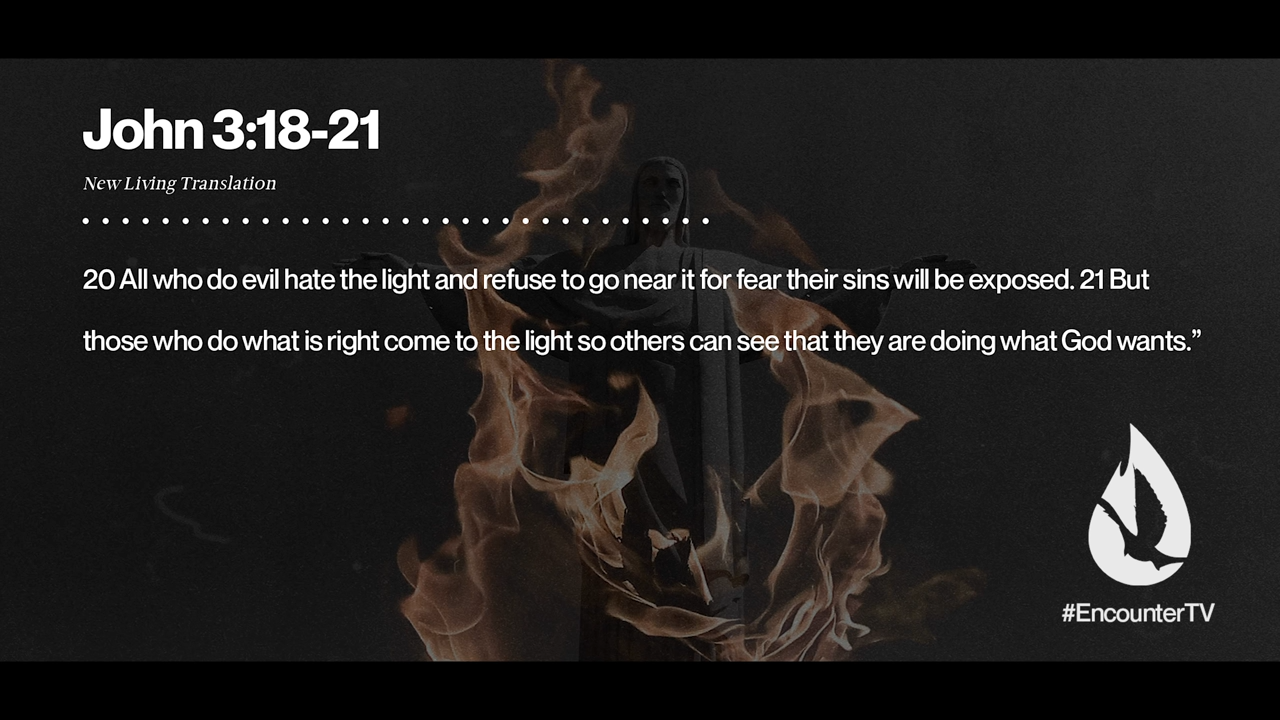 John 3:18-21
New Living Translation
20 All who do evil hate the light and refuse to go near it for fear their sins will be exposed. 21 But
those who do what is right come to the light so others can see that they are doing what God wants.”
#EncounterTV